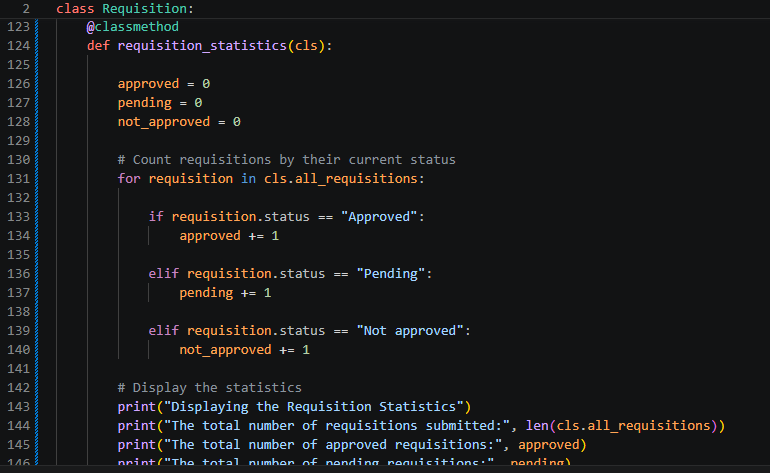 2 class Requisition:
123 @classmethod
124 def requisition_statistics(cls):
125
126 approved = 0
127 pending = 0
128 not_approved = 0
129
130 # Count requisitions by their current status
131 for requisition in cls.all_requisitions:
132
133 if requisition.status == "Approved":
134 approved += 1
135
136 elif requisition.status == "Pending":
137 pending += 1
138
139 elif requisition.status == "Not approved":
140 not_approved += 1
141
142 # Display the statistics
143 print("Displaying the Requisition Statistics")
144 print("The total number of requisitions submitted:", len(cls.all_requisitions))
145 print("The total number of approved requisitions:", approved)
146 print("The total number of pending requisitions:", pending)